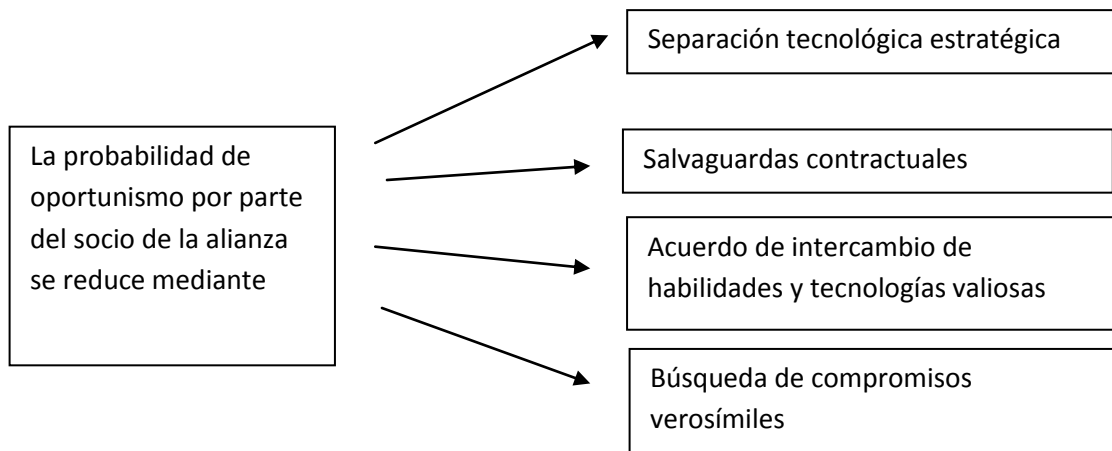 La probabilidad de
oportunismo por parte
del socio de la alianza
se reduce mediante
Separación tecnológica estratégica
Salvaguardas contractuales
Acuerdo de intercambio de
habilidades y tecnologías valiosas
Búsqueda de compromisos
verosímiles